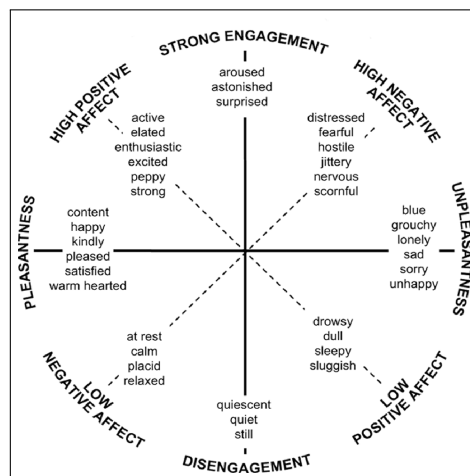 STRONG ENGAGEMENT
aroused
astonished
surprised
HIGH POSITIVE
AFFECT
active
elated
enthusiastic
excited
peppy
strong
HIGH NEGATIVE
AFFECT
distressed
fearful
hostile
jittery
nervous
scornful
PLEASANTNESS
content
happy
kindly
pleased
satisfied
warm hearted
UNPLEASANTNESS
blue
grouchy
lonely
sad
sorry
unhappy
LOW
NEGATIVE AFFECT
at rest
calm
placid
relaxed
LOW
POSITIVE AFFECT
drowsy
dull
sleepy
sluggish
quiescent
quiet
still
DISENGAGEMENT